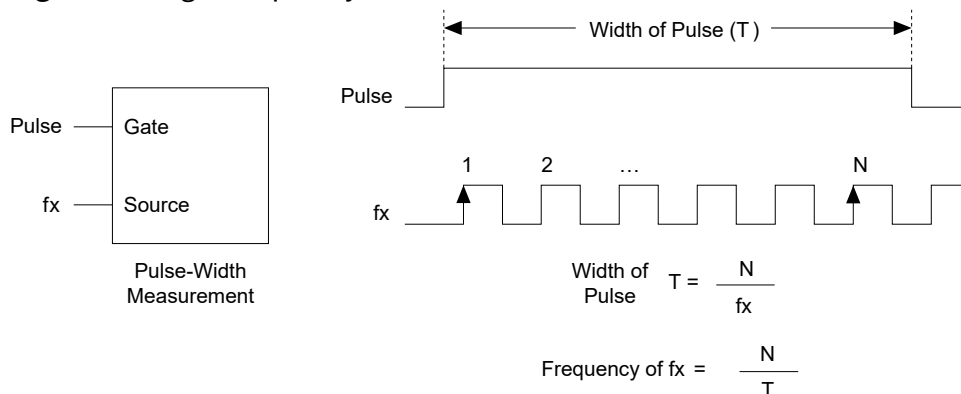 Width of Pulse (T)
Pulse
Pulse
Gate
1 2 … N
fx
Source
fx
Pulse-Width
Measurement
Width of
Pulse
T = N
fx
Frequency of fx = N
T